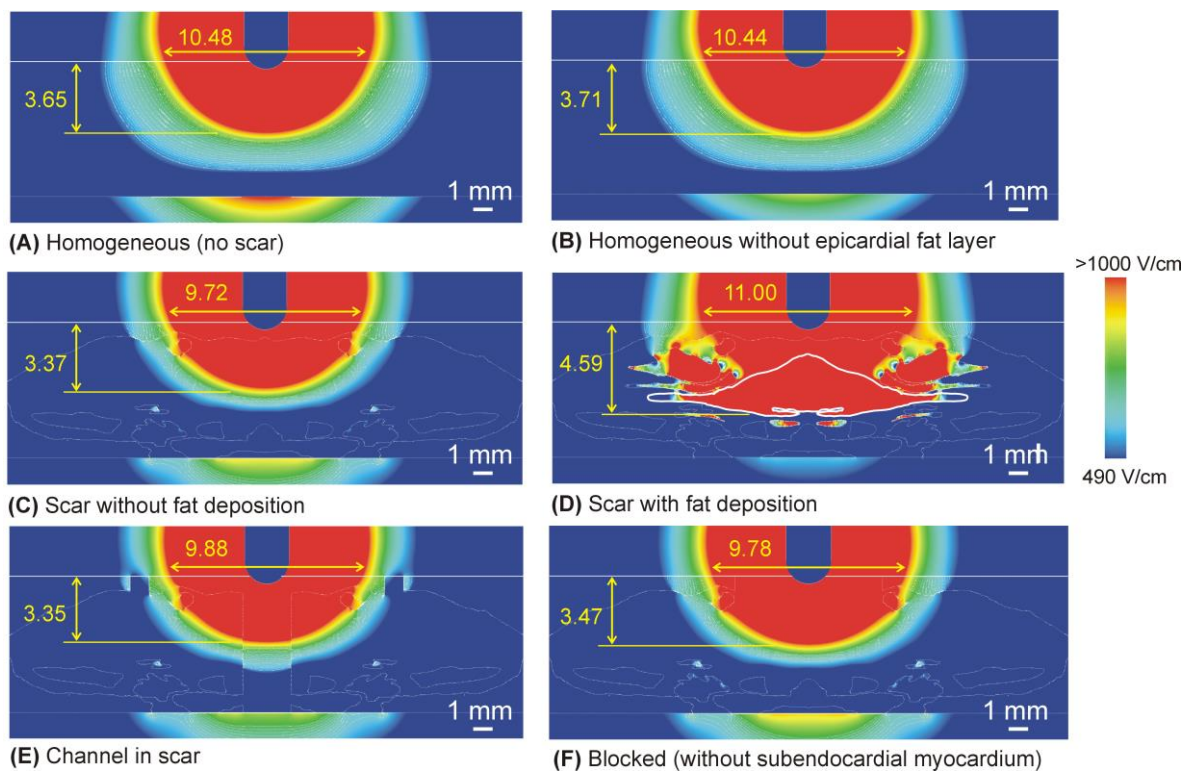 10.48
3.65
1 mm
(A) Homogeneous (no scar)
10.44
3.71
1 mm
(B) Homogeneous without epicardial fat layer
>1000 V/cm
490 V/cm
9.72
3.37
1 mm
(C) Scar without fat deposition
11.00
4.59
1 mm
(D) Scar with fat deposition
9.88
3.35
1 mm
(E) Channel in scar
9.78
3.47
1 mm
(F) Blocked (without subendocardial myocardium)